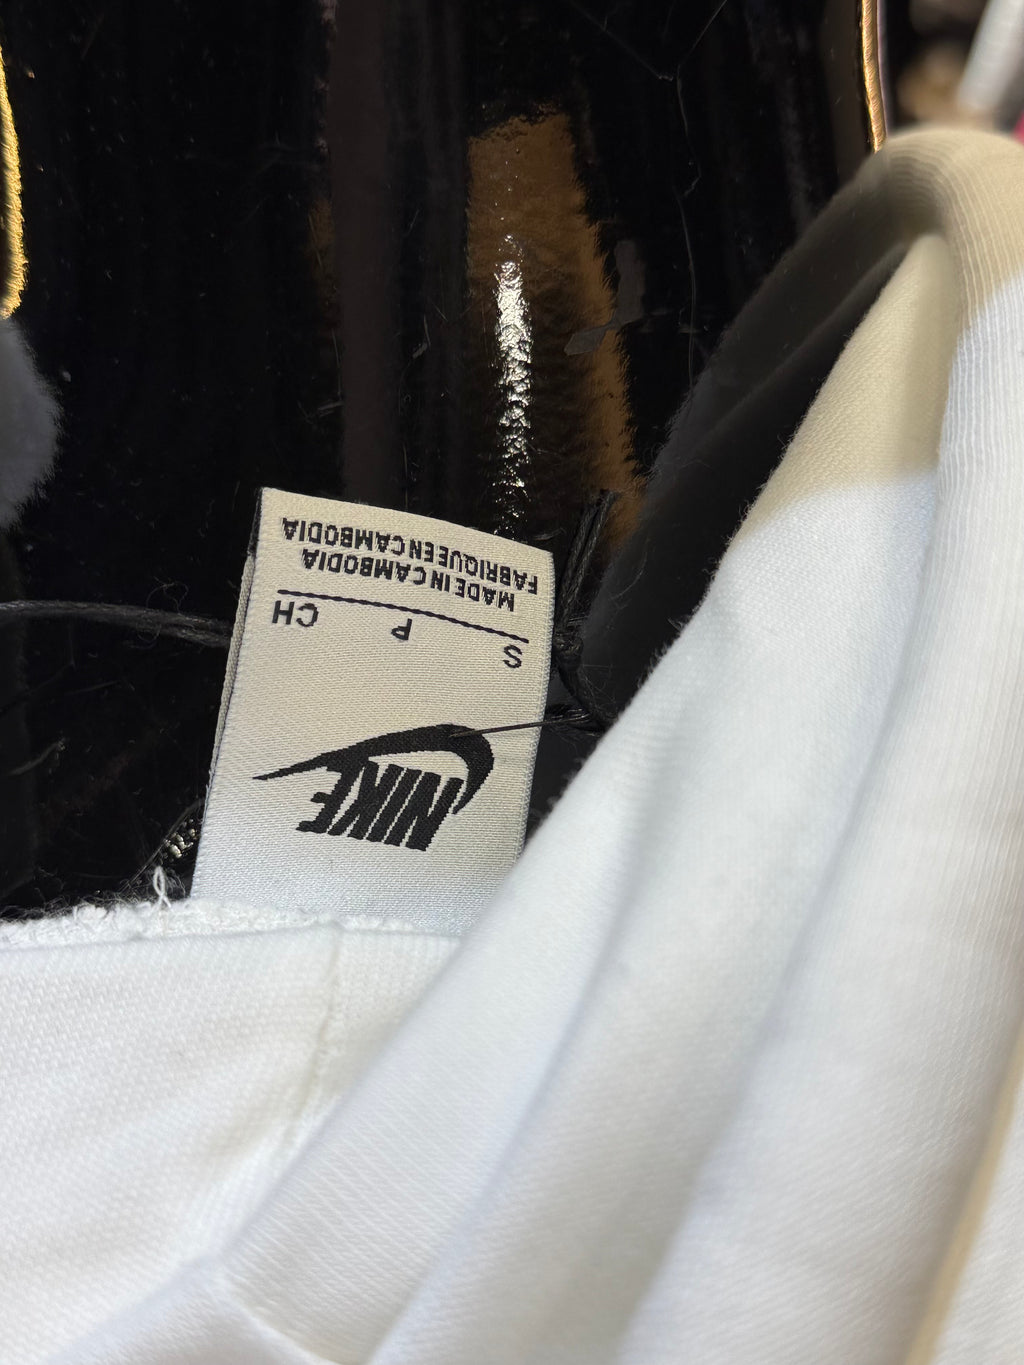 NIKE
S P CH
MADE IN CAMBODIA
FABRIQUE EN CAMBODIA